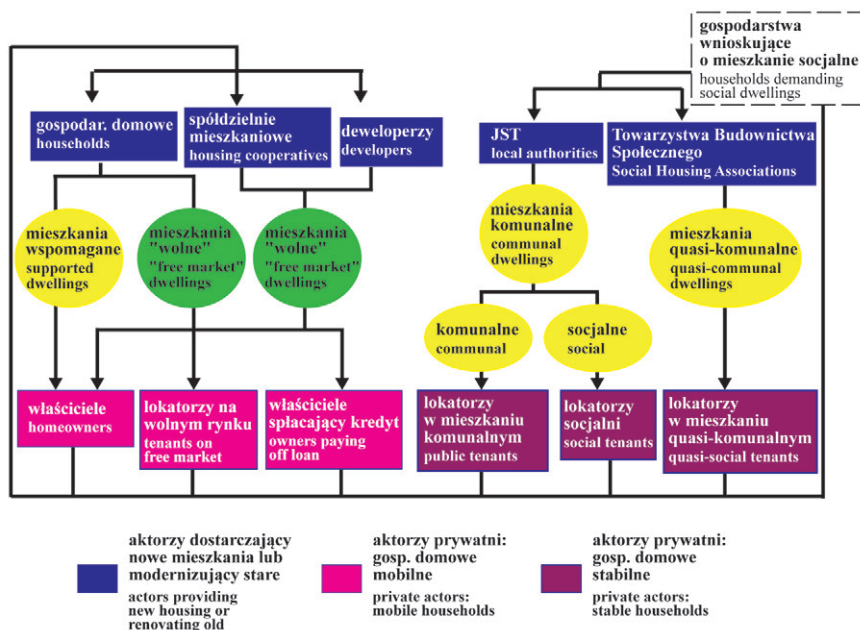 gospodarstwa
wnioskujące
o mieszkanie socjalne
households demanding
social dwellings
gospodar. domowe
households
spółdzielnie
mieszkaniowe
housing cooperatives
deweloperzy
developers
JST
local authorities
Towarzystwa Budownictwa
Społecznego
Social Housing Associations
mieszkania
wspomagane
supported
dwellings
mieszkania
"wolne"
"free market"
dwellings
mieszkania
"wolne"
"free market"
dwellings
mieszkania
komunalne
communal
dwellings
mieszkania
quasi-komunalne
quasi-communal
dwellings
komunalne
communal
socjalne
social
właściciele
homeowners
lokatorzy na
wolnym rynku
tenants on
free market
właściciele
spłacający kredyt
owners paying
off loan
lokatorzy
w mieszkaniu
komunalnym
public tenants
lokatorzy
socjalni
social tenants
lokatorzy
w mieszkaniu
quasi-komunalnym
quasi-social tenants
aktorzy dostarczający
nowe mieszkania lub
modernizujący stare
actors providing
new housing or
renovating old
aktorzy prywatni:
gosp. domowe
mobilne
private actors:
mobile households
aktorzy prywatni:
gosp. domowe
stabilne
private actors:
stable households